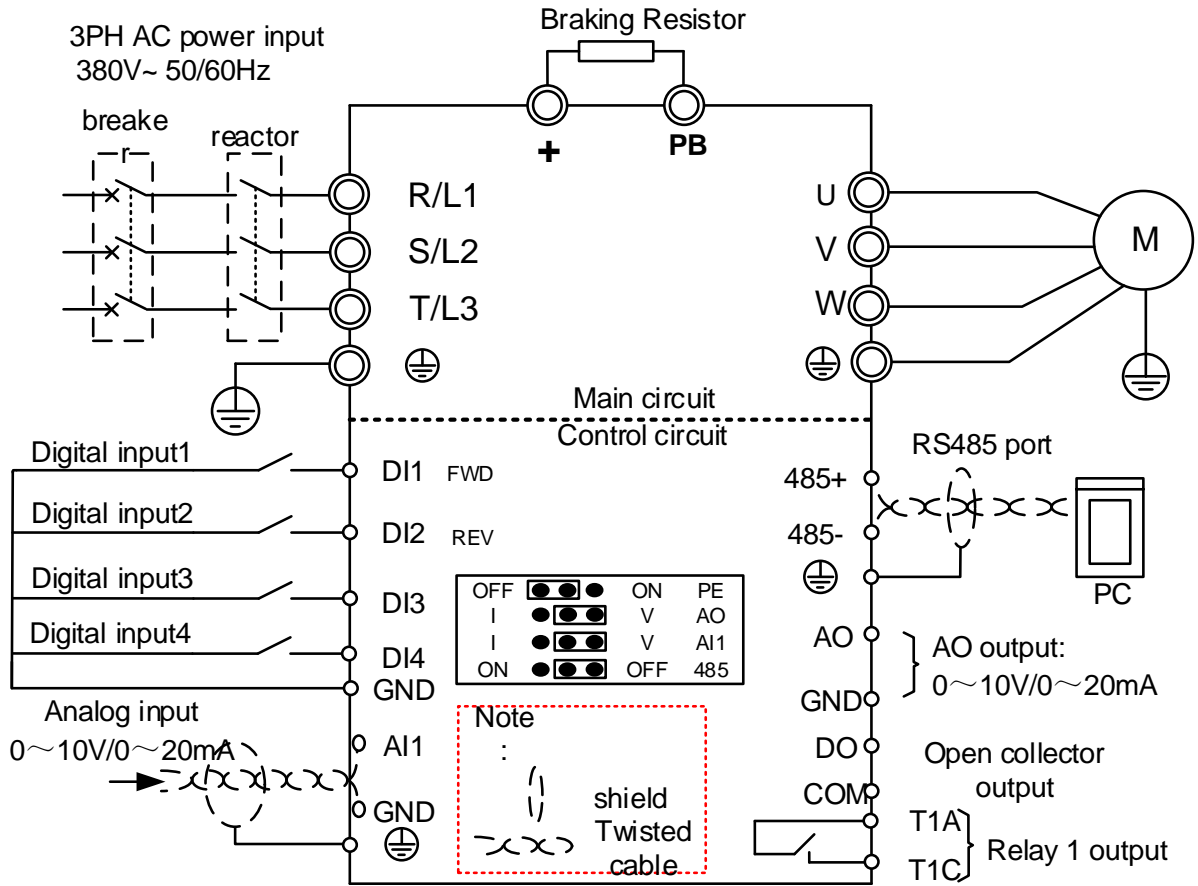 Braking Resistor
3PH AC power input
380V~ 50/60Hz
breake
r
reactor
+
PB
R/L1
S/L2
T/L3
U
V
W
M
Main circuit
Control circuit
Digital input1
DI1 FWD
Digital input2
DI2 REV
Digital input3
DI3
Digital input4
DI4
GND
Analog input
0～10V/0～20mA
AI1
GND
OFF ON PE
I V AO
I V AI1
ON OFF 485
Note
:
shield
Twisted
cable
RS485 port
485+
485-
PC
AO
GND
AO output:
0～10V/0～20mA
DO
COM
Open collector
output
T1A
T1C
Relay 1 output